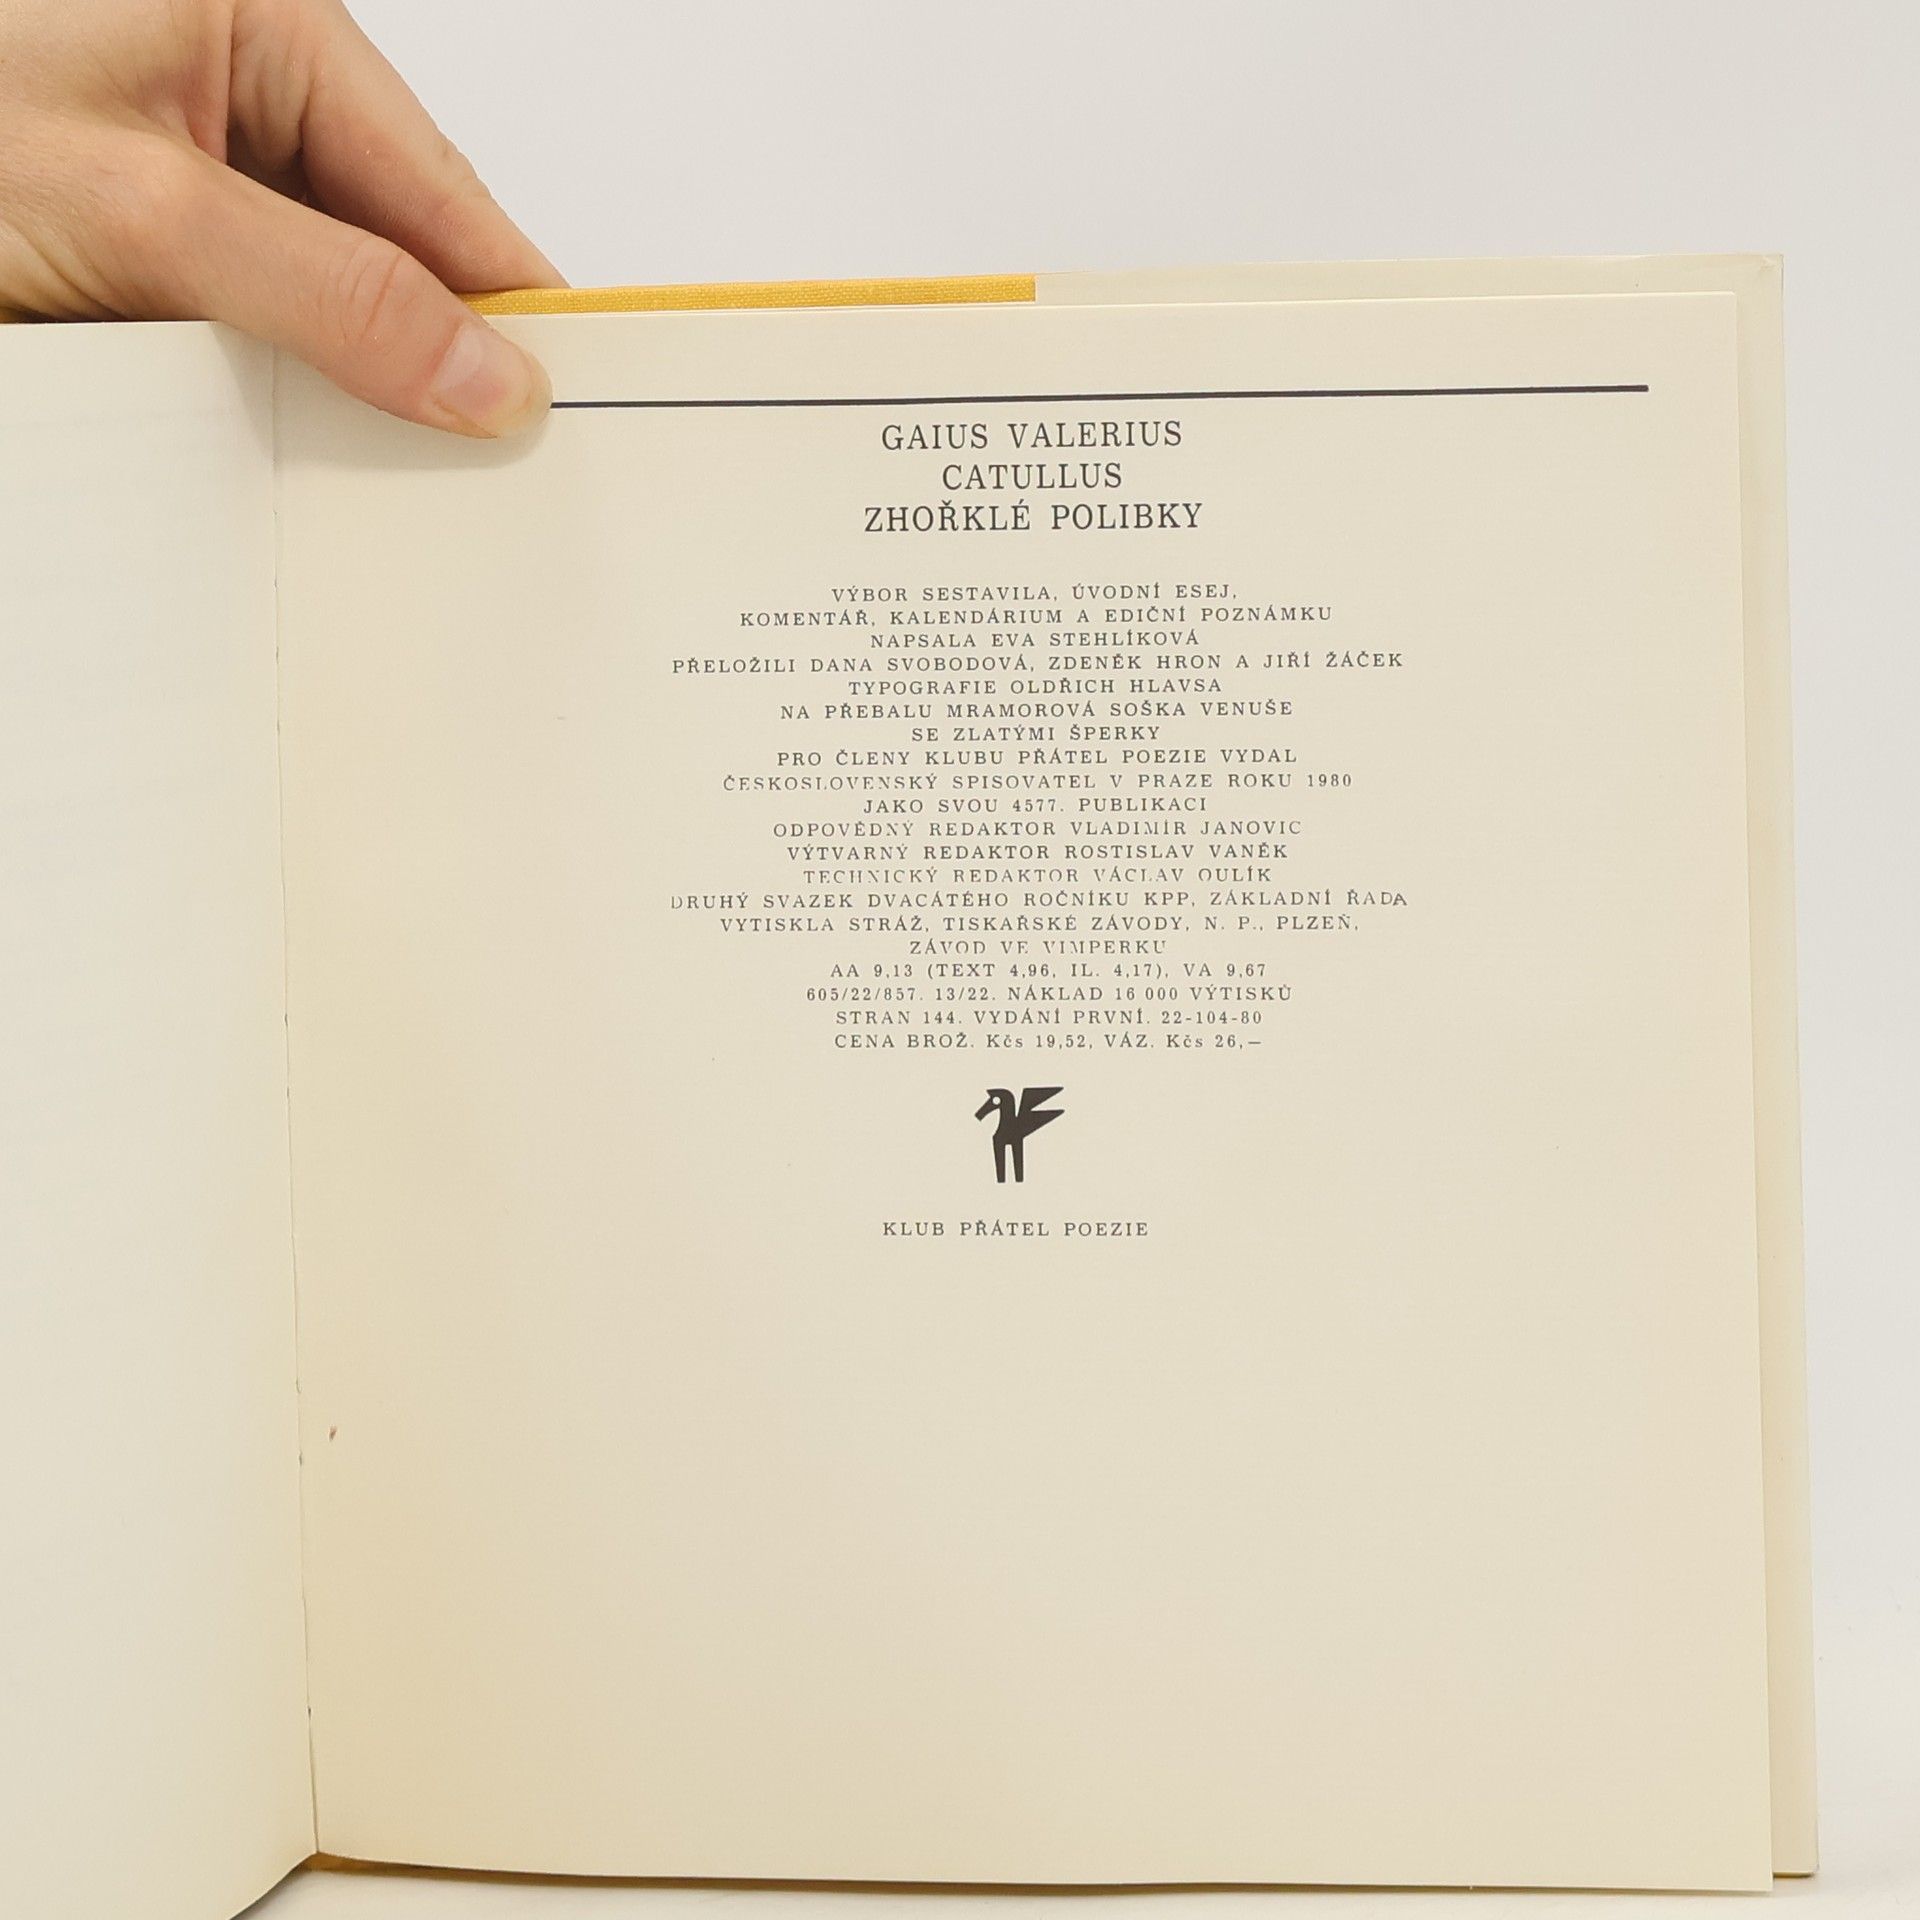 GAIUS VALERIUS
CATULLUS
ZHOŘKLÉ POLIBKY
VÝBOR SESTAVILA, ÚVODNÍ ESEJ,
KOMENTÁŘ, KALENDÁRIUM A EDIČNÍ POZNÁMKU
NAPSALA EVA STEHLÍKOVÁ
PŘELOŽILI DANA SVOBODOVÁ, ZDENĚK HRON A JIŘÍ ŽÁČEK
TYPOGRAFIE OLDŘICH HLAVSA
NA PŘEBALU MRAMOROVÁ SOŠKA VENUŠE
SE ZLATÝMI ŠPERKY
PRO ČLENY KLUBU PŘÁTEL POEZIE VYDAL
ČESKOSLOVENSKÝ SPISOVATEL V PRAZE ROKU 1980
JAKO SVOU 4577. PUBLIKACI
ODPOVĚDNÝ REDAKTOR VLADIMÍR JANOVIC
VÝTVARNÝ REDAKTOR ROSTISLAV VANĚK
TECHNICKÝ REDAKTOR VÁCLAV OULÍK
DRUHÝ SVAZEK DVACÁTÉHO ROČNÍKU KPP, ZÁKLADNÍ ŘADA
VYTISKLA STRÁŽ, TISKAŘSKÉ ZÁVODY, N. P., PLZEŇ,
ZÁVOD VE VIMPERKU
AA 9,13 (TEXT 4,96, IL. 4,17), VA 9,67
605/22/857. 13/22. NÁKLAD 16 000 VÝTISKŮ
STRAN 144. VYDÁNÍ PRVNÍ. 22-104-80
CENA BROŽ. Kčs 19,52, VÁZ. Kčs 26,—
KLUB PŘÁTEL POEZIE